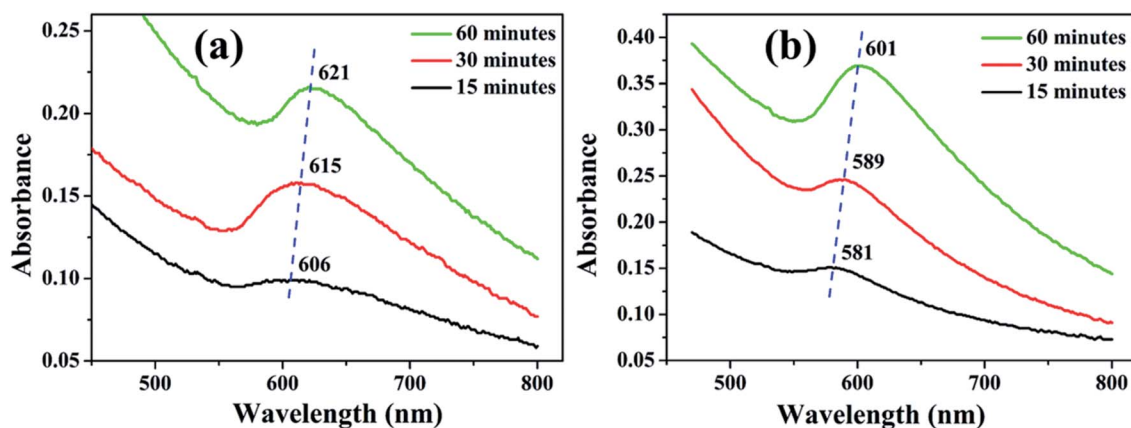 (a)
60 minutes
30 minutes
15 minutes
621
615
606
0.25
0.20
0.15
0.10
0.05
Absorbance
500
600
700
800
Wavelength (nm)
(b)
60 minutes
30 minutes
15 minutes
601
589
581
0.40
0.35
0.30
0.25
0.20
0.15
0.10
0.05
Absorbance
500
600
700
800
Wavelength (nm)